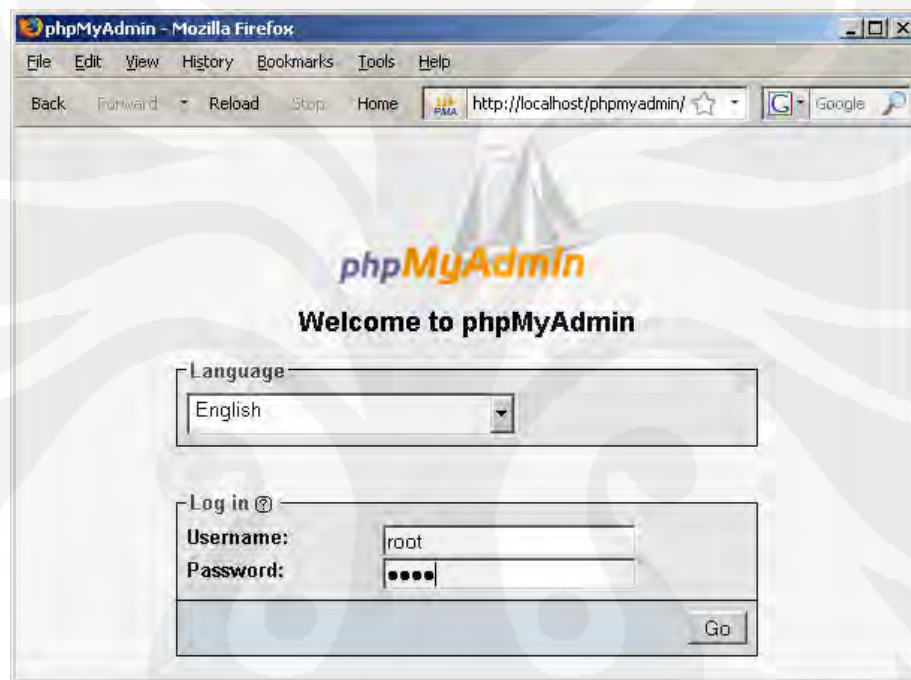 phpMyAdmin - Mozilla Firefox
File Edit View History Bookmarks Tools Help
Back Forward Reload Stop Home PMA http://localhost/phpmyadmin/ G Google
phpMyAdmin
Welcome to phpMyAdmin
Language
English
Log in ?
Username: root
Password: ●●●●
Go